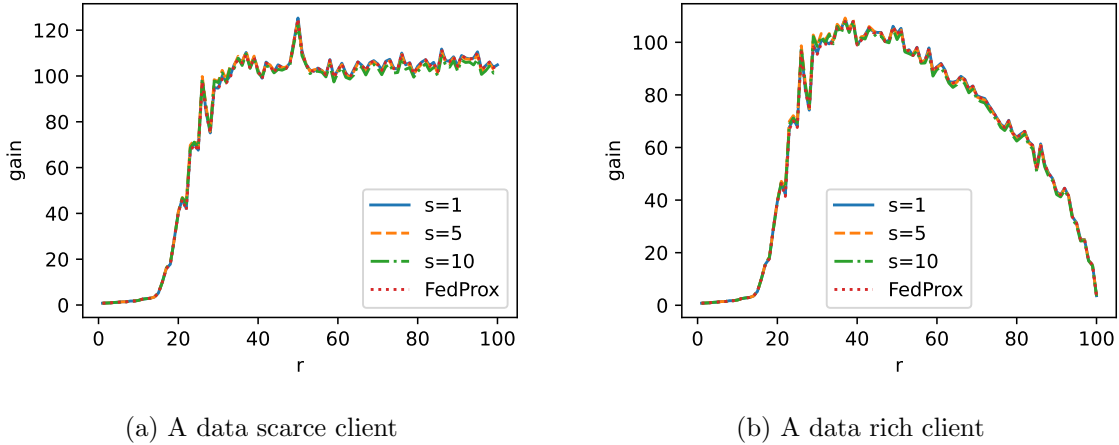 120
100
80
60
40
20
0
gain
0 20 40 60 80 100
r
s=1
s=5
s=10
FedProx
(a) A data scarce client
100
80
60
40
20
0
gain
0 20 40 60 80 100
r
s=1
s=5
s=10
FedProx
(b) A data rich client